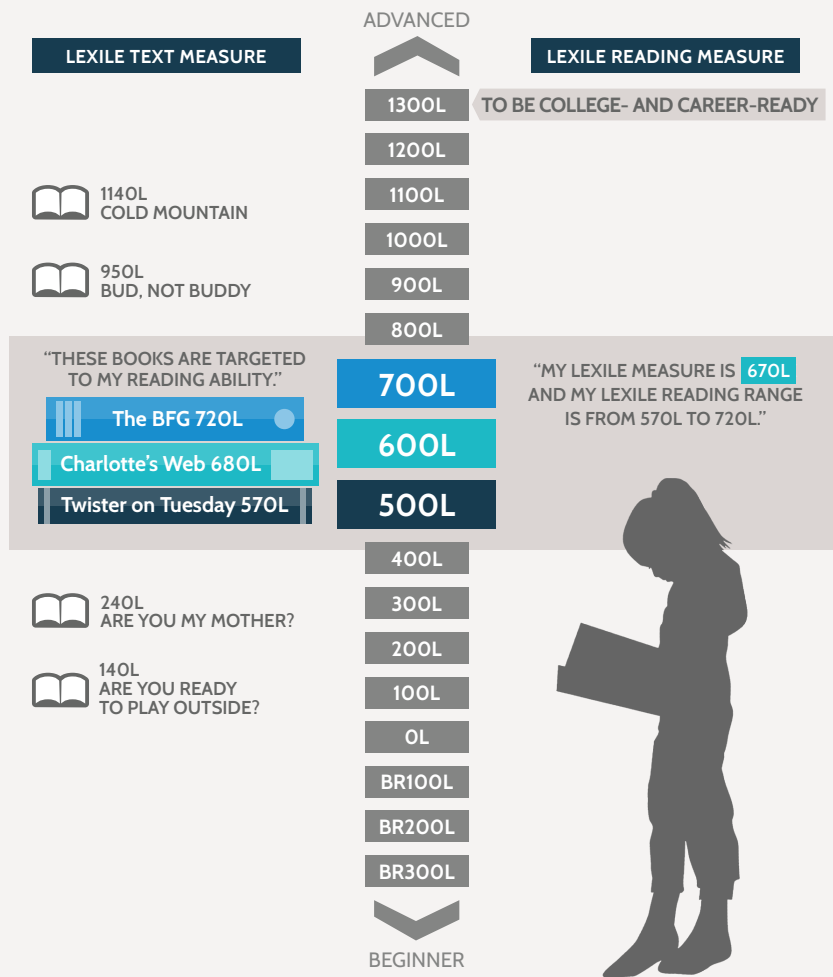 ADVANCED
LEXILE TEXT MEASURE
LEXILE READING MEASURE
1300L
TO BE COLLEGE- AND CAREER-READY
1200L
1140L
COLD MOUNTAIN
1100L
1000L
950L
BUD, NOT BUDDY
900L
800L
“THESE BOOKS ARE TARGETED
TO MY READING ABILITY.”
The BFG 720L
Charlotte’s Web 680L
Twister on Tuesday 570L
700L
600L
500L
“MY LEXILE MEASURE IS 670L
AND MY LEXILE READING RANGE
IS FROM 570L TO 720L.”
400L
240L
ARE YOU MY MOTHER?
300L
200L
140L
ARE YOU READY
TO PLAY OUTSIDE?
100L
0L
BR100L
BR200L
BR300L
BEGINNER